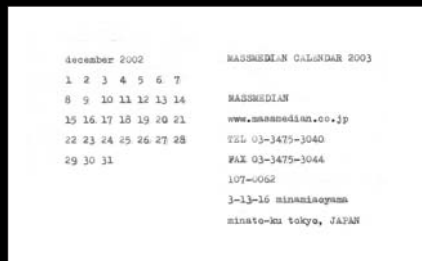 december 2002
1 2 3 4 5 6 7
8 9 10 11 12 13 14
15 16 17 18 19 20 21
22 23 24 25 26 27 28
29 30 31
MASSMEDIAN CALENDAR 2003
MASSMEDIAN
www.massmedian.co.jp
TEL 03-3475-3040
FAX 03-3475-3044
107-0062
3-13-16 minamiaoyama
minato-ku tokyo, JAPAN